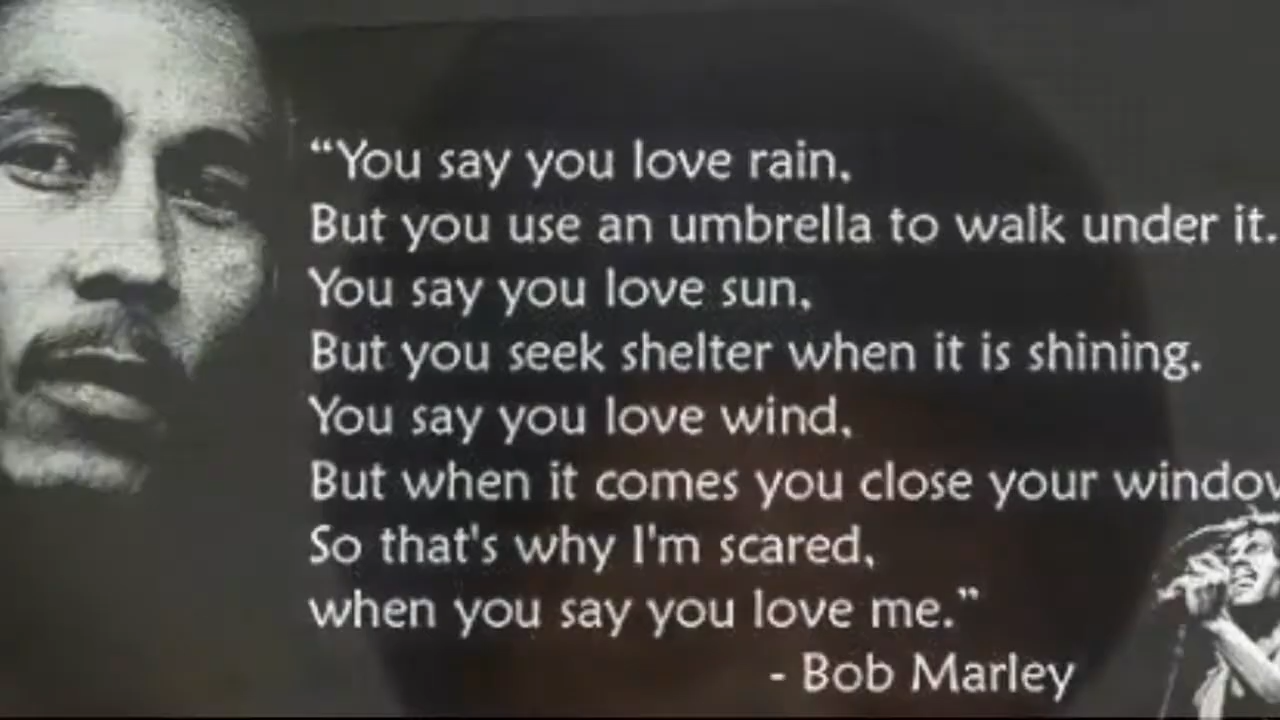 “You say you love rain,
But you use an umbrella to walk under it.
You say you love sun,
But you seek shelter when it is shining.
You say you love wind,
But when it comes you close your
So that's why I'm scared,
when you say you love me.”
- Bob Marley